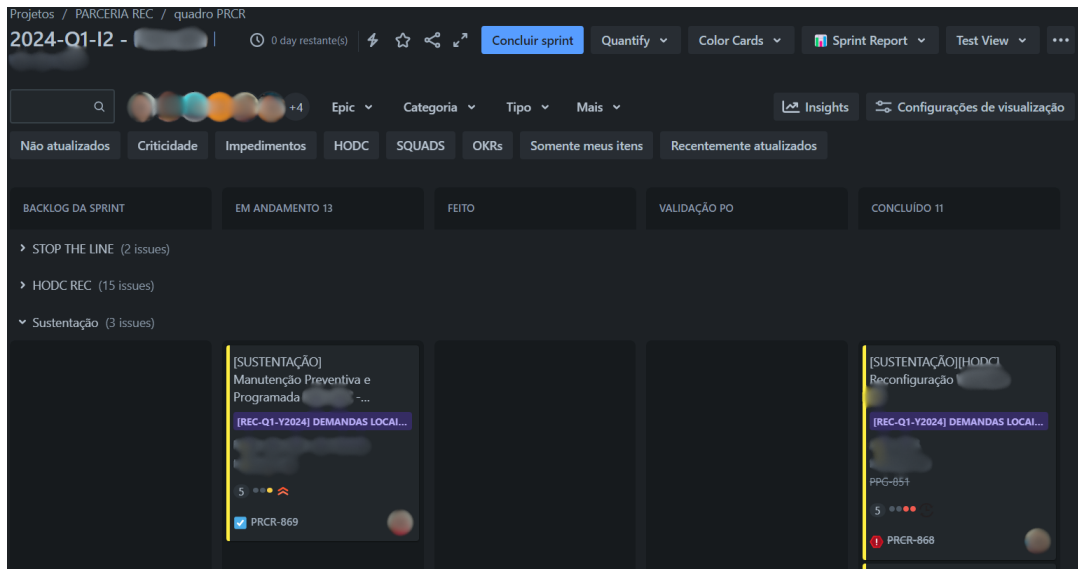 Projetos / PARCERIA REC / quadro PRCR
2024-Q1-I2 -
0 day restante(s)
Concluir sprint
Quantify
Color Cards
Sprint Report
Test View
+4
Epic
Categoria
Tipo
Mais
Insights
Configurações de visualização
Não atualizados
Criticidade
Impedimentos
HODC
SQUADS
OKRs
Somente meus itens
Recentemente atualizados
BACKLOG DA SPRINT
EM ANDAMENTO 13
FEITO
VALIDAÇÃO PO
CONCLUÍDO 11
STOP THE LINE (2 issues)
HODC REC (15 issues)
Sustentação (3 issues)
[SUSTENTAÇÃO]
Manutenção Preventiva e
Programada -...
[REC-Q1-Y2024] DEMANDAS LOCAI...
5
PRCR-869
[SUSTENTAÇÃO][HODC]
Reconfiguração
[REC-Q1-Y2024] DEMANDAS LOCAI...
PPG-851
5
PRCR-868